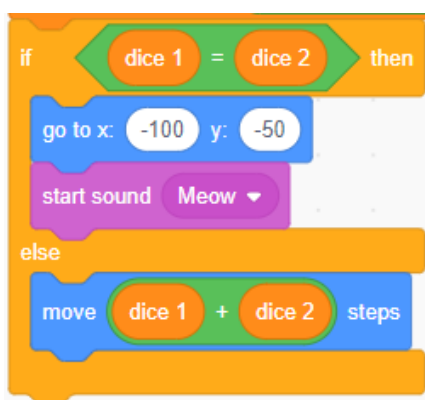 if dice 1 = dice 2 then
go to x: -100 y: -50
start sound Meow
else
move dice 1 + dice 2 steps